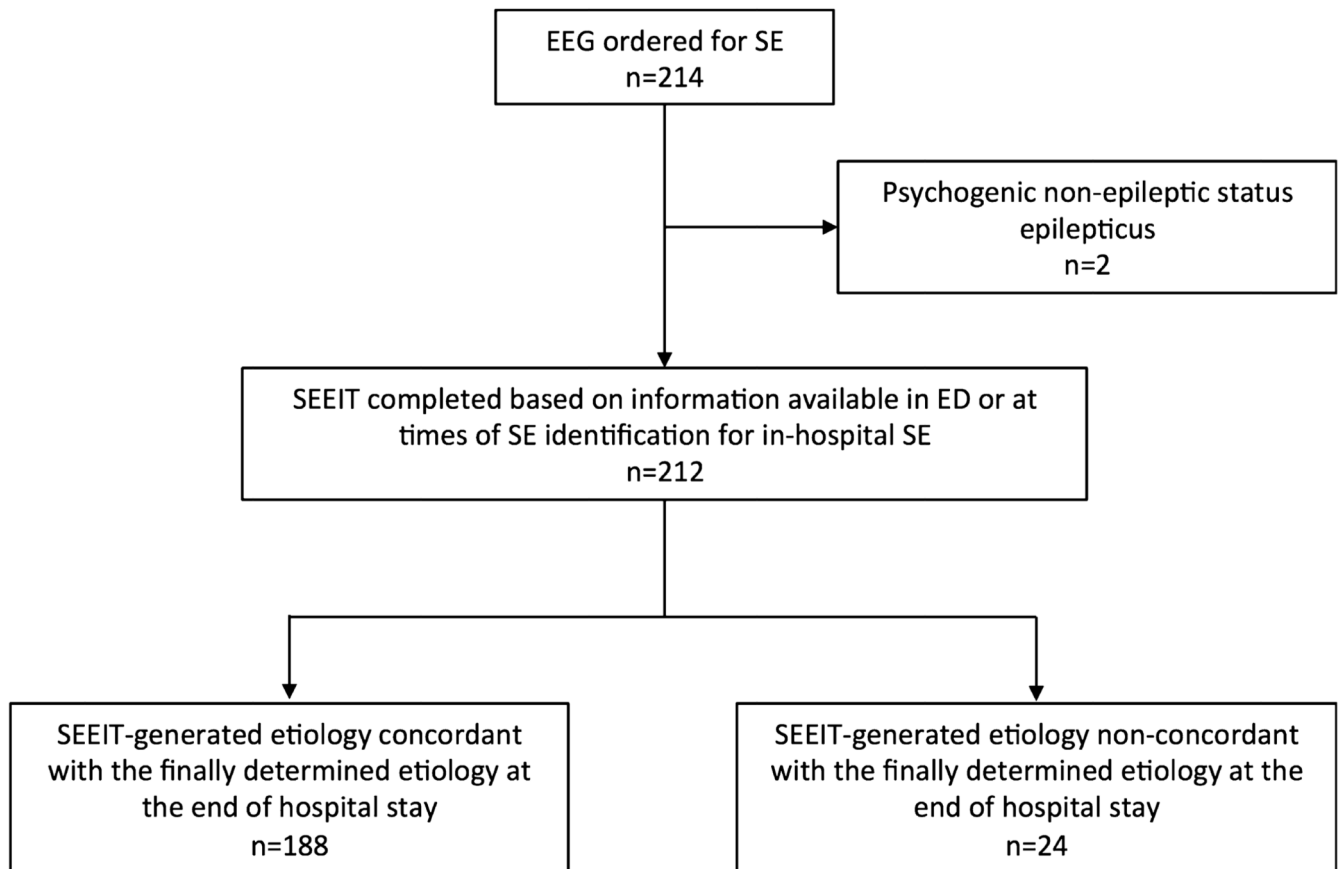 EEG ordered for SE
n=214
Psychogenic non-epileptic status
epilepticus
n=2
SEEIT completed based on information available in ED or at
times of SE identification for in-hospital SE
n=212
SEEIT-generated etiology concordant
with the finally determined etiology at
the end of hospital stay
n=188
SEEIT-generated etiology non-concordant
with the finally determined etiology at the
end of hospital stay
n=24